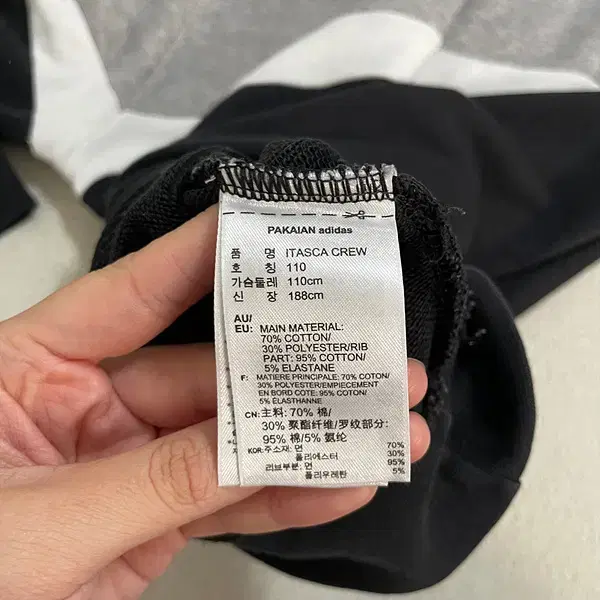 PAKAIAN adidas
품 명 ITASCA CREW
호 칭 110
가슴둘레 110cm
신 장 188cm
AU/
EU: MAIN MATERIAL:
70% COTTON/
30% POLYESTER/RIB
PART: 95% COTTON/
5% ELASTANE
F: MATIERE PRINCIPALE: 70% COTON/
30% POLYESTER/EMPIECEMENT
EN BORD COTE: 95% COTON/
5% ELASTHANNE
CN: 主料: 70% 棉/
30% 聚酯纤维/罗纹部分:
95% 棉/5% 氨纶
KOR: 주소재: 면 70%
폴리에스터 30%
리브부분: 면 95%
폴리우레탄 5%